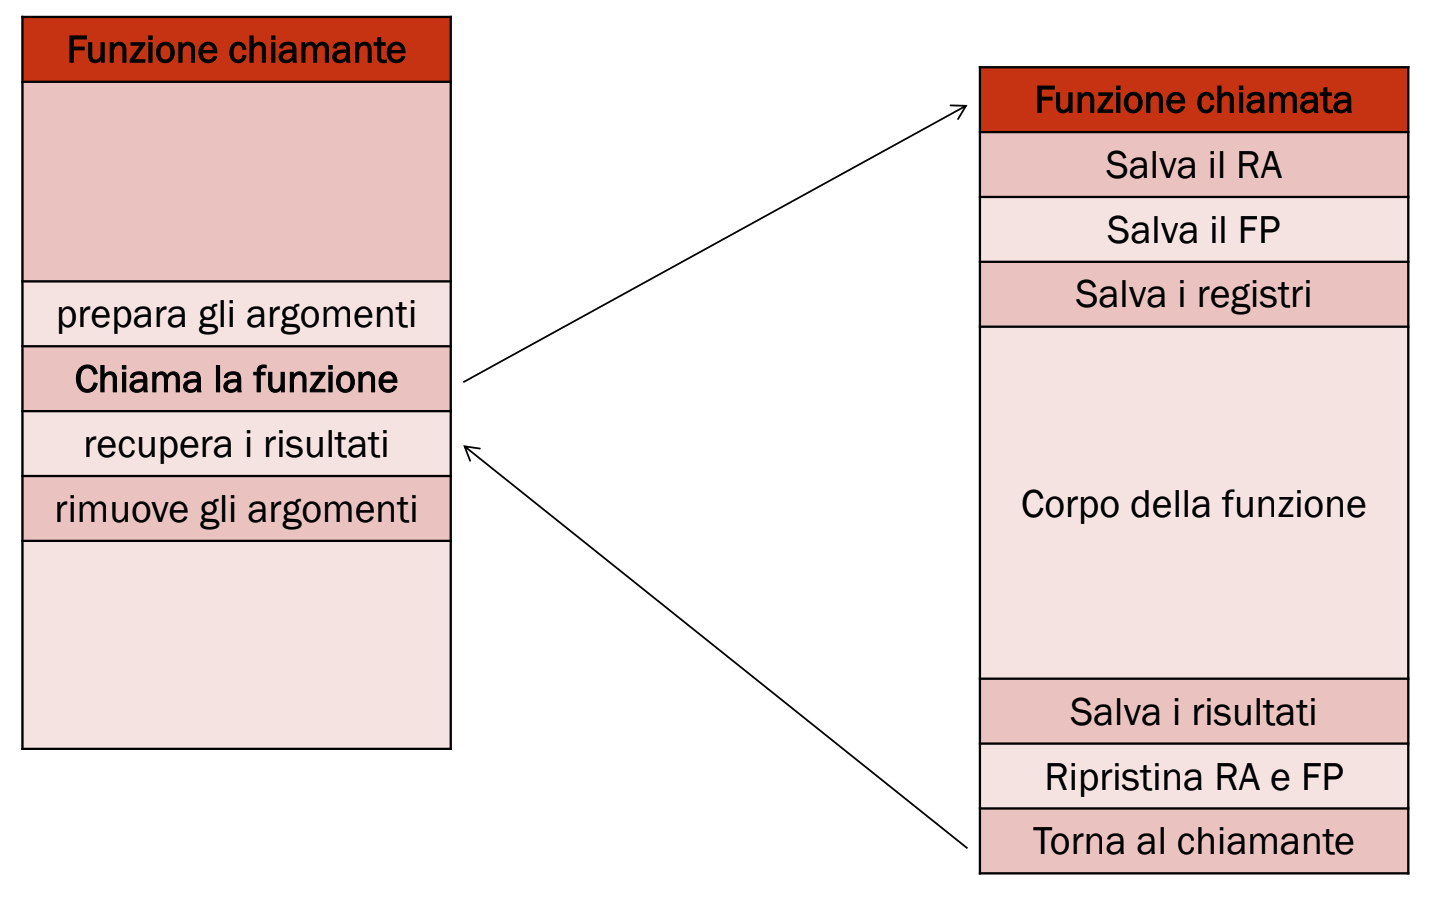 Funzione chiamante
prepara gli argomenti
Chiama la funzione
recupera i risultati
rimuove gli argomenti
Funzione chiamata
Salva il RA
Salva il FP
Salva i registri
Corpo della funzione
Salva i risultati
Ripristina RA e FP
Torna al chiamante